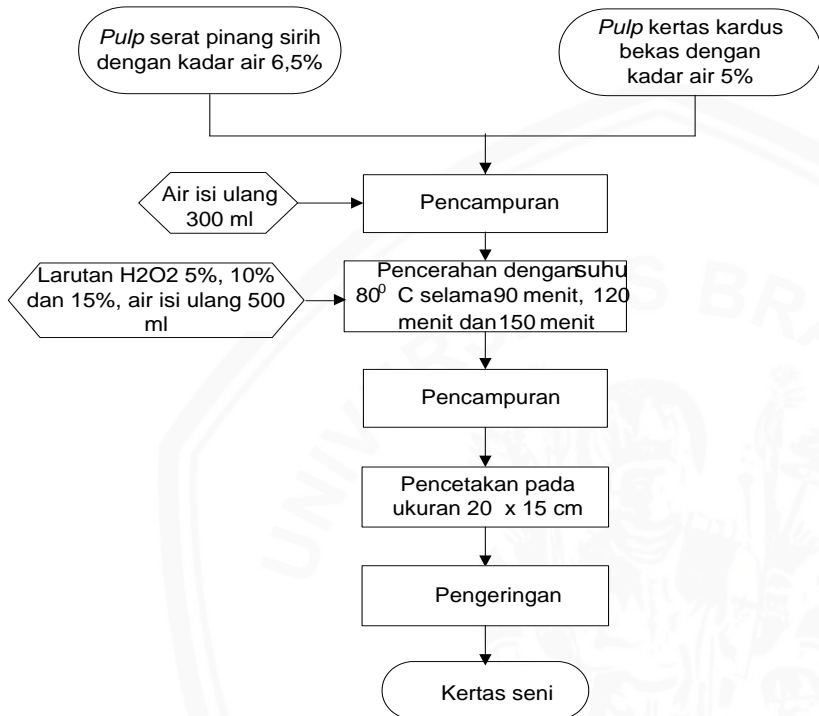 Pulp serat pinang sirih
dengan kadar air 6,5%
Pulp kertas kardus
bekas dengan
kadar air 5%
Air isi ulang
300 ml
Pencampuran
Larutan H2O2 5%, 10%
dan 15%, air isi ulang 500
ml
Pencerahan dengan suhu
80⁰ C selama 90 menit, 120
menit dan 150 menit
Pencampuran
Pencetakan pada
ukuran 20 x 15 cm
Pengeringan
Kertas seni
UNIVERSITAS BRA